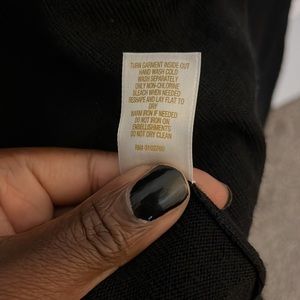 TURN GARMENT INSIDE OUT
HAND WASH COLD
WASH SEPARATELY
ONLY NON-CHLORINE
BLEACH WHEN NEEDED
RESHAPE AND LAY FLAT TO
DRY
WARM IRON IF NEEDED
DO NOT IRON ON
EMBELLISHMENTS
DO NOT DRY CLEAN